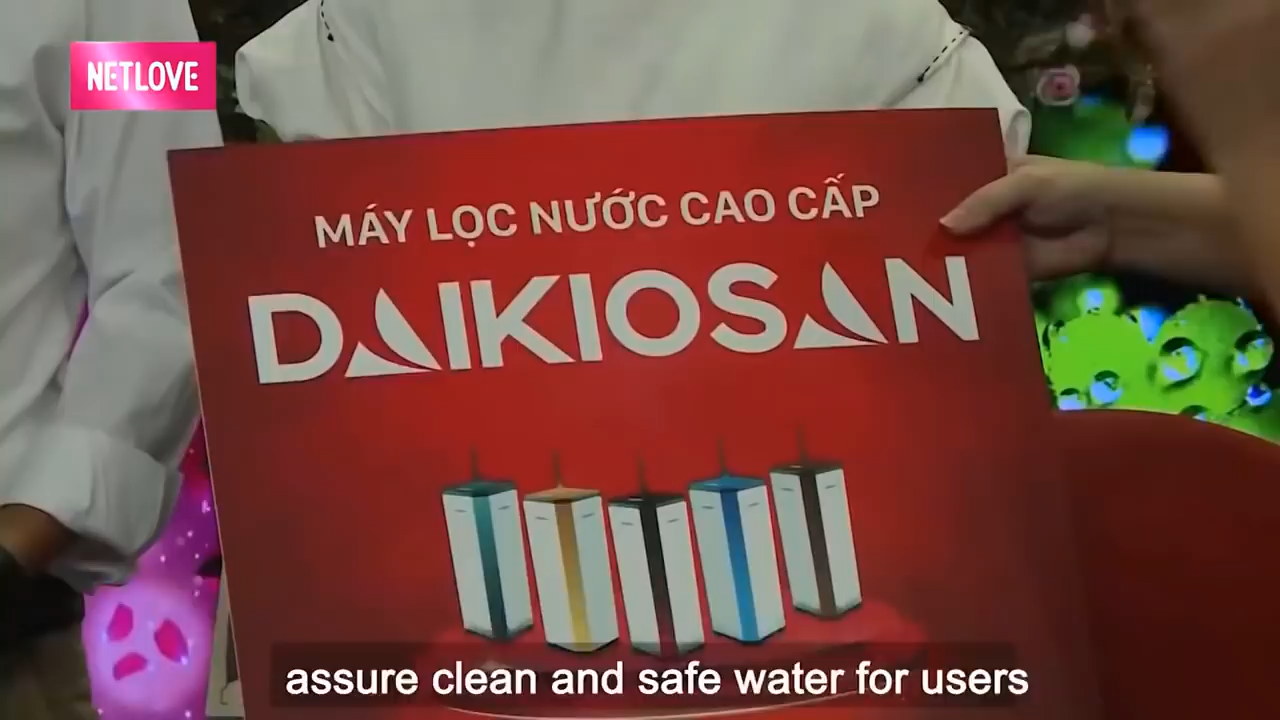 NETLOVE
MÁY LỌC NƯỚC CAO CẤP
DAIKIOSAN
assure clean and safe water for users